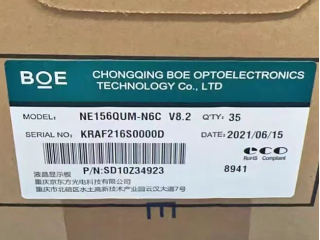 BOE
CHONGQING BOE OPTOELECTRONICS
TECHNOLOGY Co., LTD
MODEL: NE156QUM-N6C V8.2 Q'TY: 35
SERIAL NO: KRAF216S0000D DATE: 2021/06/15
eco
P/N:SD10Z34923 8941
液晶显示板
重庆京东方光电科技有限公司
重庆市北碚区水土高新技术产业园云汉大道7号